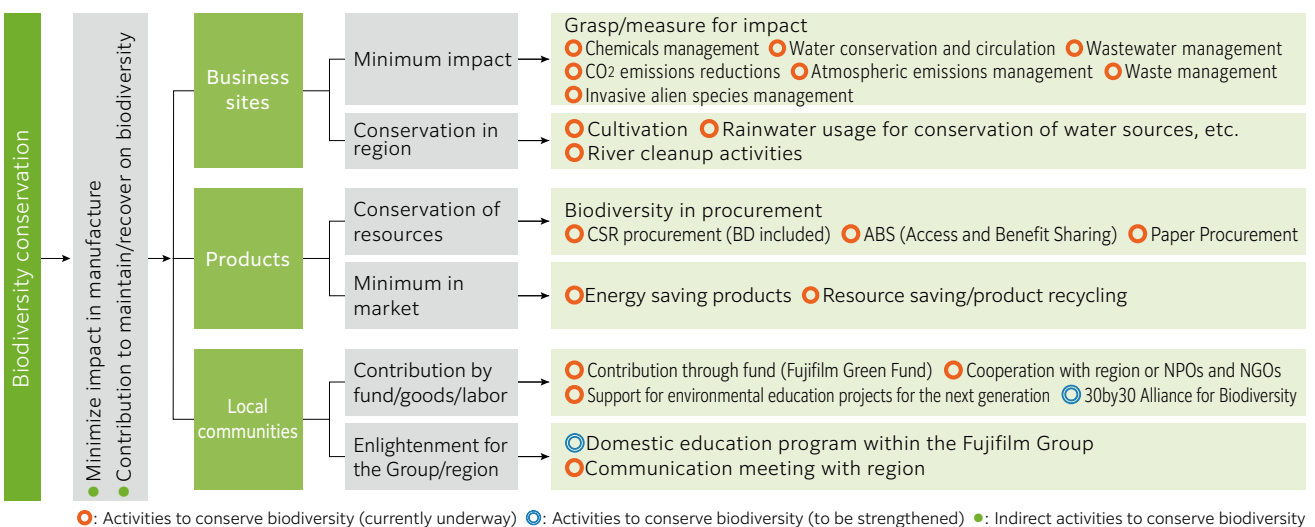 Biodiversity conservation
● Minimize impact in manufacture
● Contribution to maintain/recover on biodiversity
Business
sites
Minimum impact
Grasp/measure for impact
Chemicals management Water conservation and circulation Wastewater management
CO2 emissions reductions Atmospheric emissions management Waste management
Invasive alien species management
Conservation in
region
Cultivation Rainwater usage for conservation of water sources, etc.
River cleanup activities
Products
Conservation of
resources
Biodiversity in procurement
CSR procurement (BD included) ABS (Access and Benefit Sharing) Paper Procurement
Minimum in
market
Energy saving products Resource saving/product recycling
Local
communities
Contribution by
fund/goods/labor
Contribution through fund (Fujifilm Green Fund) Cooperation with region or NPOs and NGOs
Support for environmental education projects for the next generation 30by30 Alliance for Biodiversity
Enlightenment for
the Group/region
Domestic education program within the Fujifilm Group
Communication meeting with region
: Activities to conserve biodiversity (currently underway) : Activities to conserve biodiversity (to be strengthened) ●: Indirect activities to conserve biodiversity